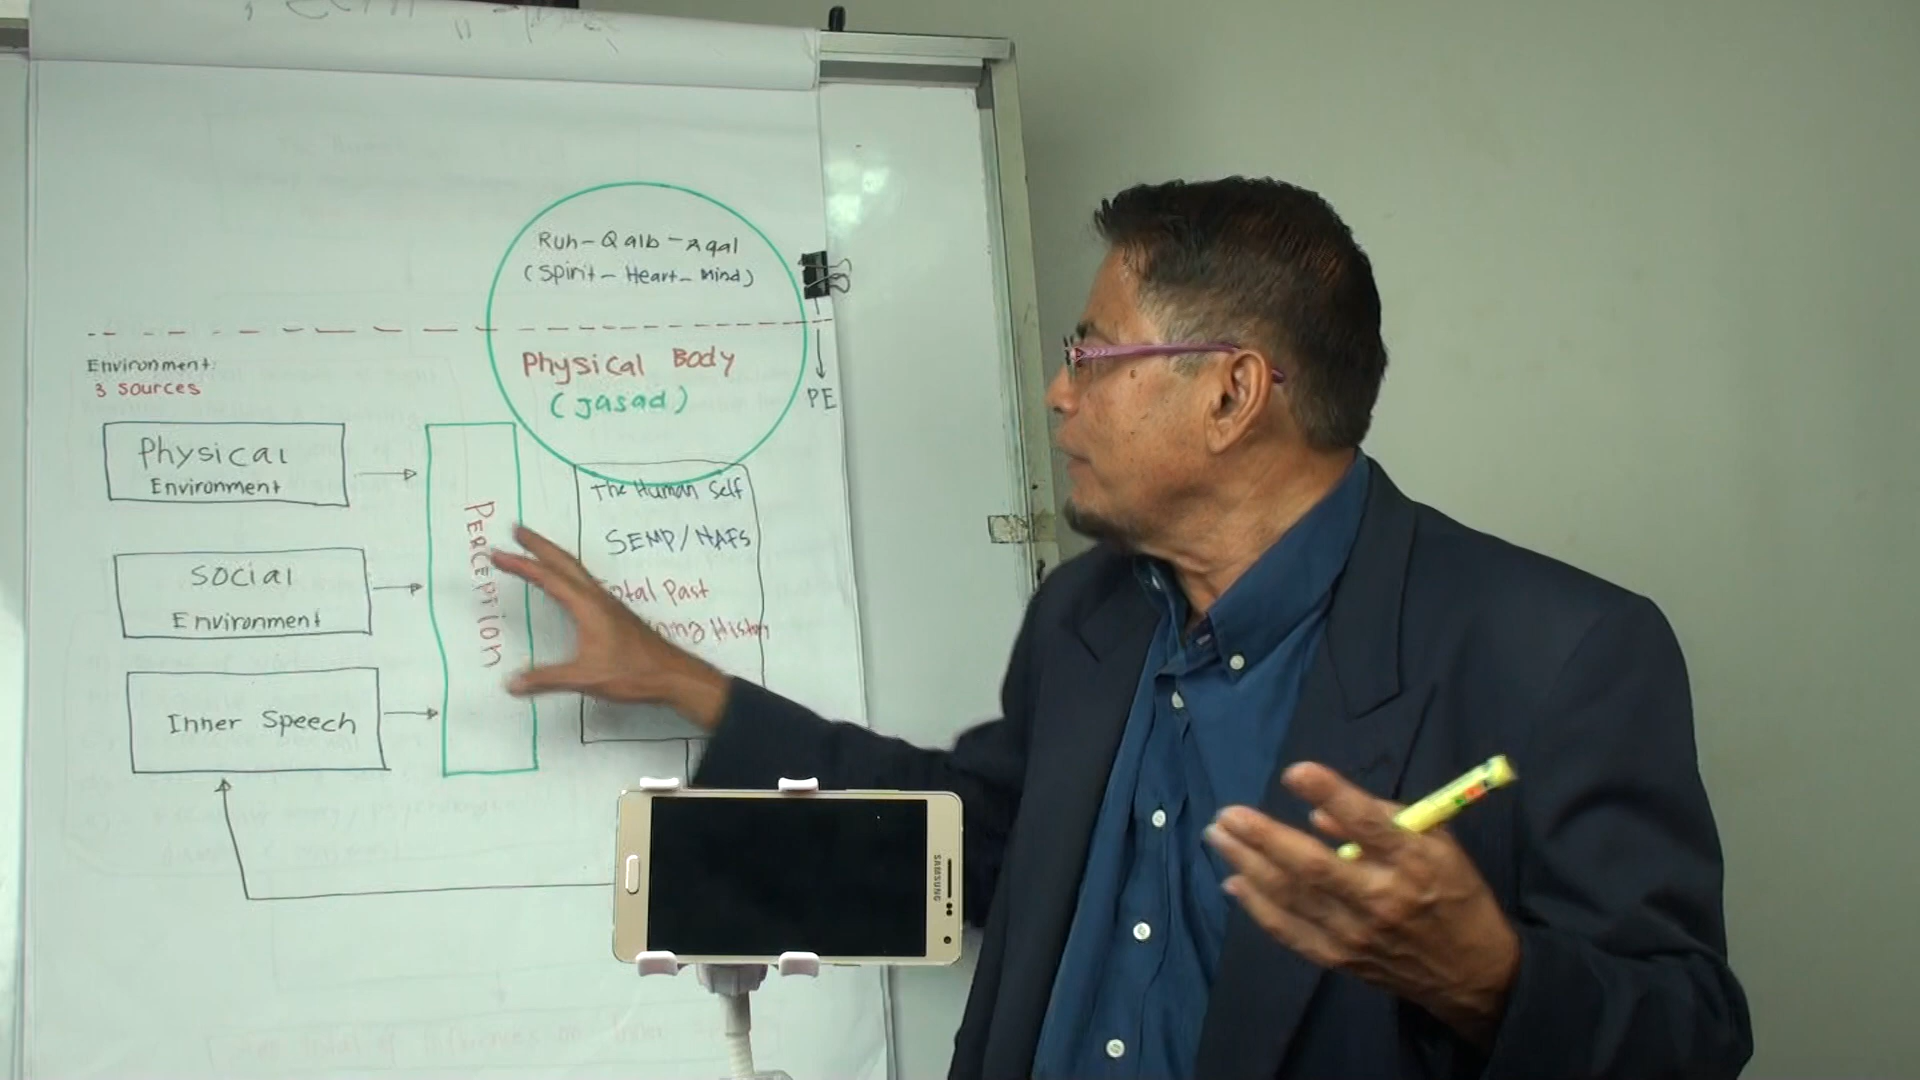 Ruh - Qalb - Aqal
(Spirit - Heart - Mind)
Physical Body
(Jasad)
PE
Environment:
3 sources
Physical
Environment
Social
Environment
Inner Speech
PERCEPTION
The Human Self
SEMP/NAFS
Past
History
SAMSUNG